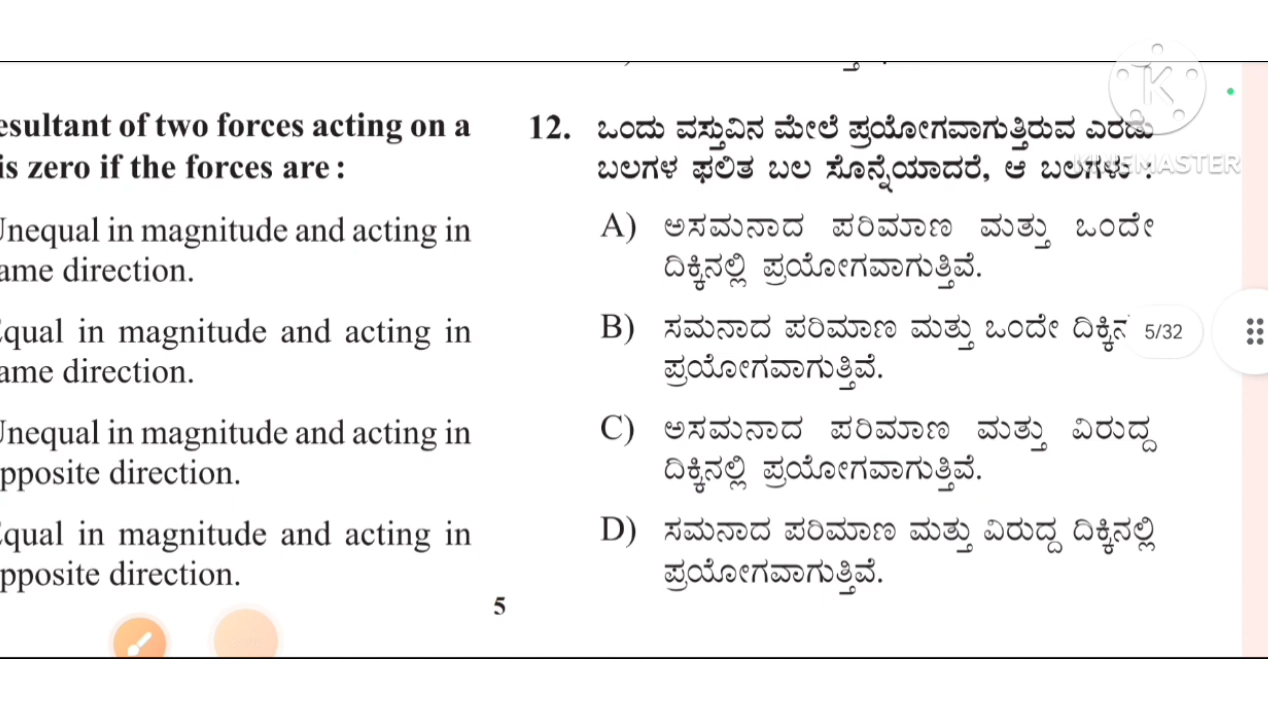 esultant of two forces acting on a
is zero if the forces are :
Unequal in magnitude and acting in
ame direction.
Equal in magnitude and acting in
ame direction.
Unequal in magnitude and acting in
pposite direction.
Equal in magnitude and acting in
pposite direction.
12. ಒಂದು ವಸ್ತುವಿನ ಮೇಲೆ ಪ್ರಯೋಗವಾಗುತ್ತಿರುವ ಎರಡು
ಬಲಗಳ ಫಲಿತ ಬಲ ಸೊನ್ನೆಯಾದರೆ, ಆ ಬಲಗಳು :
A) ಅಸಮನಾದ ಪರಿಮಾಣ ಮತ್ತು ಒಂದೇ
ದಿಕ್ಕಿನಲ್ಲಿ ಪ್ರಯೋಗವಾಗುತ್ತಿವೆ.
B) ಸಮನಾದ ಪರಿಮಾಣ ಮತ್ತು ಒಂದೇ ದಿಕ್ಕಿನ
ಪ್ರಯೋಗವಾಗುತ್ತಿವೆ.
C) ಅಸಮನಾದ ಪರಿಮಾಣ ಮತ್ತು ವಿರುದ್ಧ
ದಿಕ್ಕಿನಲ್ಲಿ ಪ್ರಯೋಗವಾಗುತ್ತಿವೆ.
D) ಸಮನಾದ ಪರಿಮಾಣ ಮತ್ತು ವಿರುದ್ಧ ದಿಕ್ಕಿನಲ್ಲಿ
ಪ್ರಯೋಗವಾಗುತ್ತಿವೆ.
5
5/32
KINEMASTER